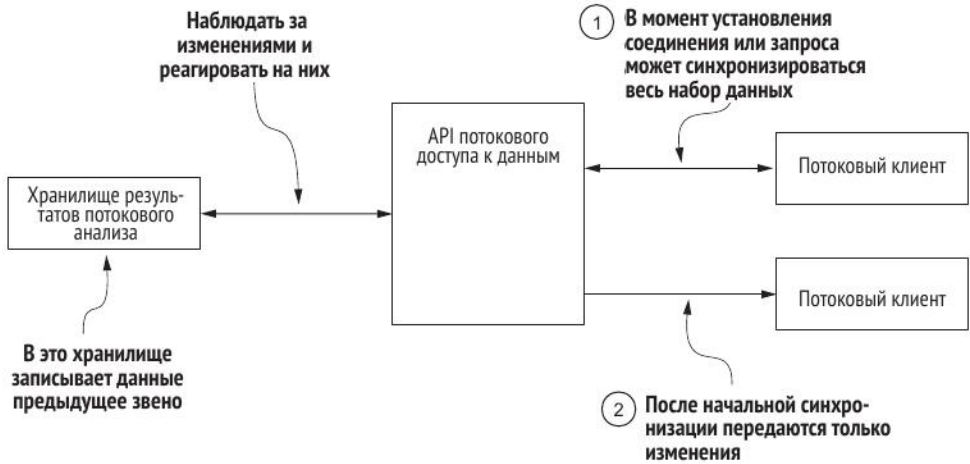 Наблюдать за
изменениями и
реагировать на них
1
В момент установления
соединения или запроса
может синхронизироваться
весь набор данных
API потокового
доступа к данным
Потоковый клиент
Хранилище резуль-
татов потокового
анализа
Потоковый клиент
В это хранилище
записывает данные
предыдущее звено
2
После начальной синхро-
низации передаются только
изменения